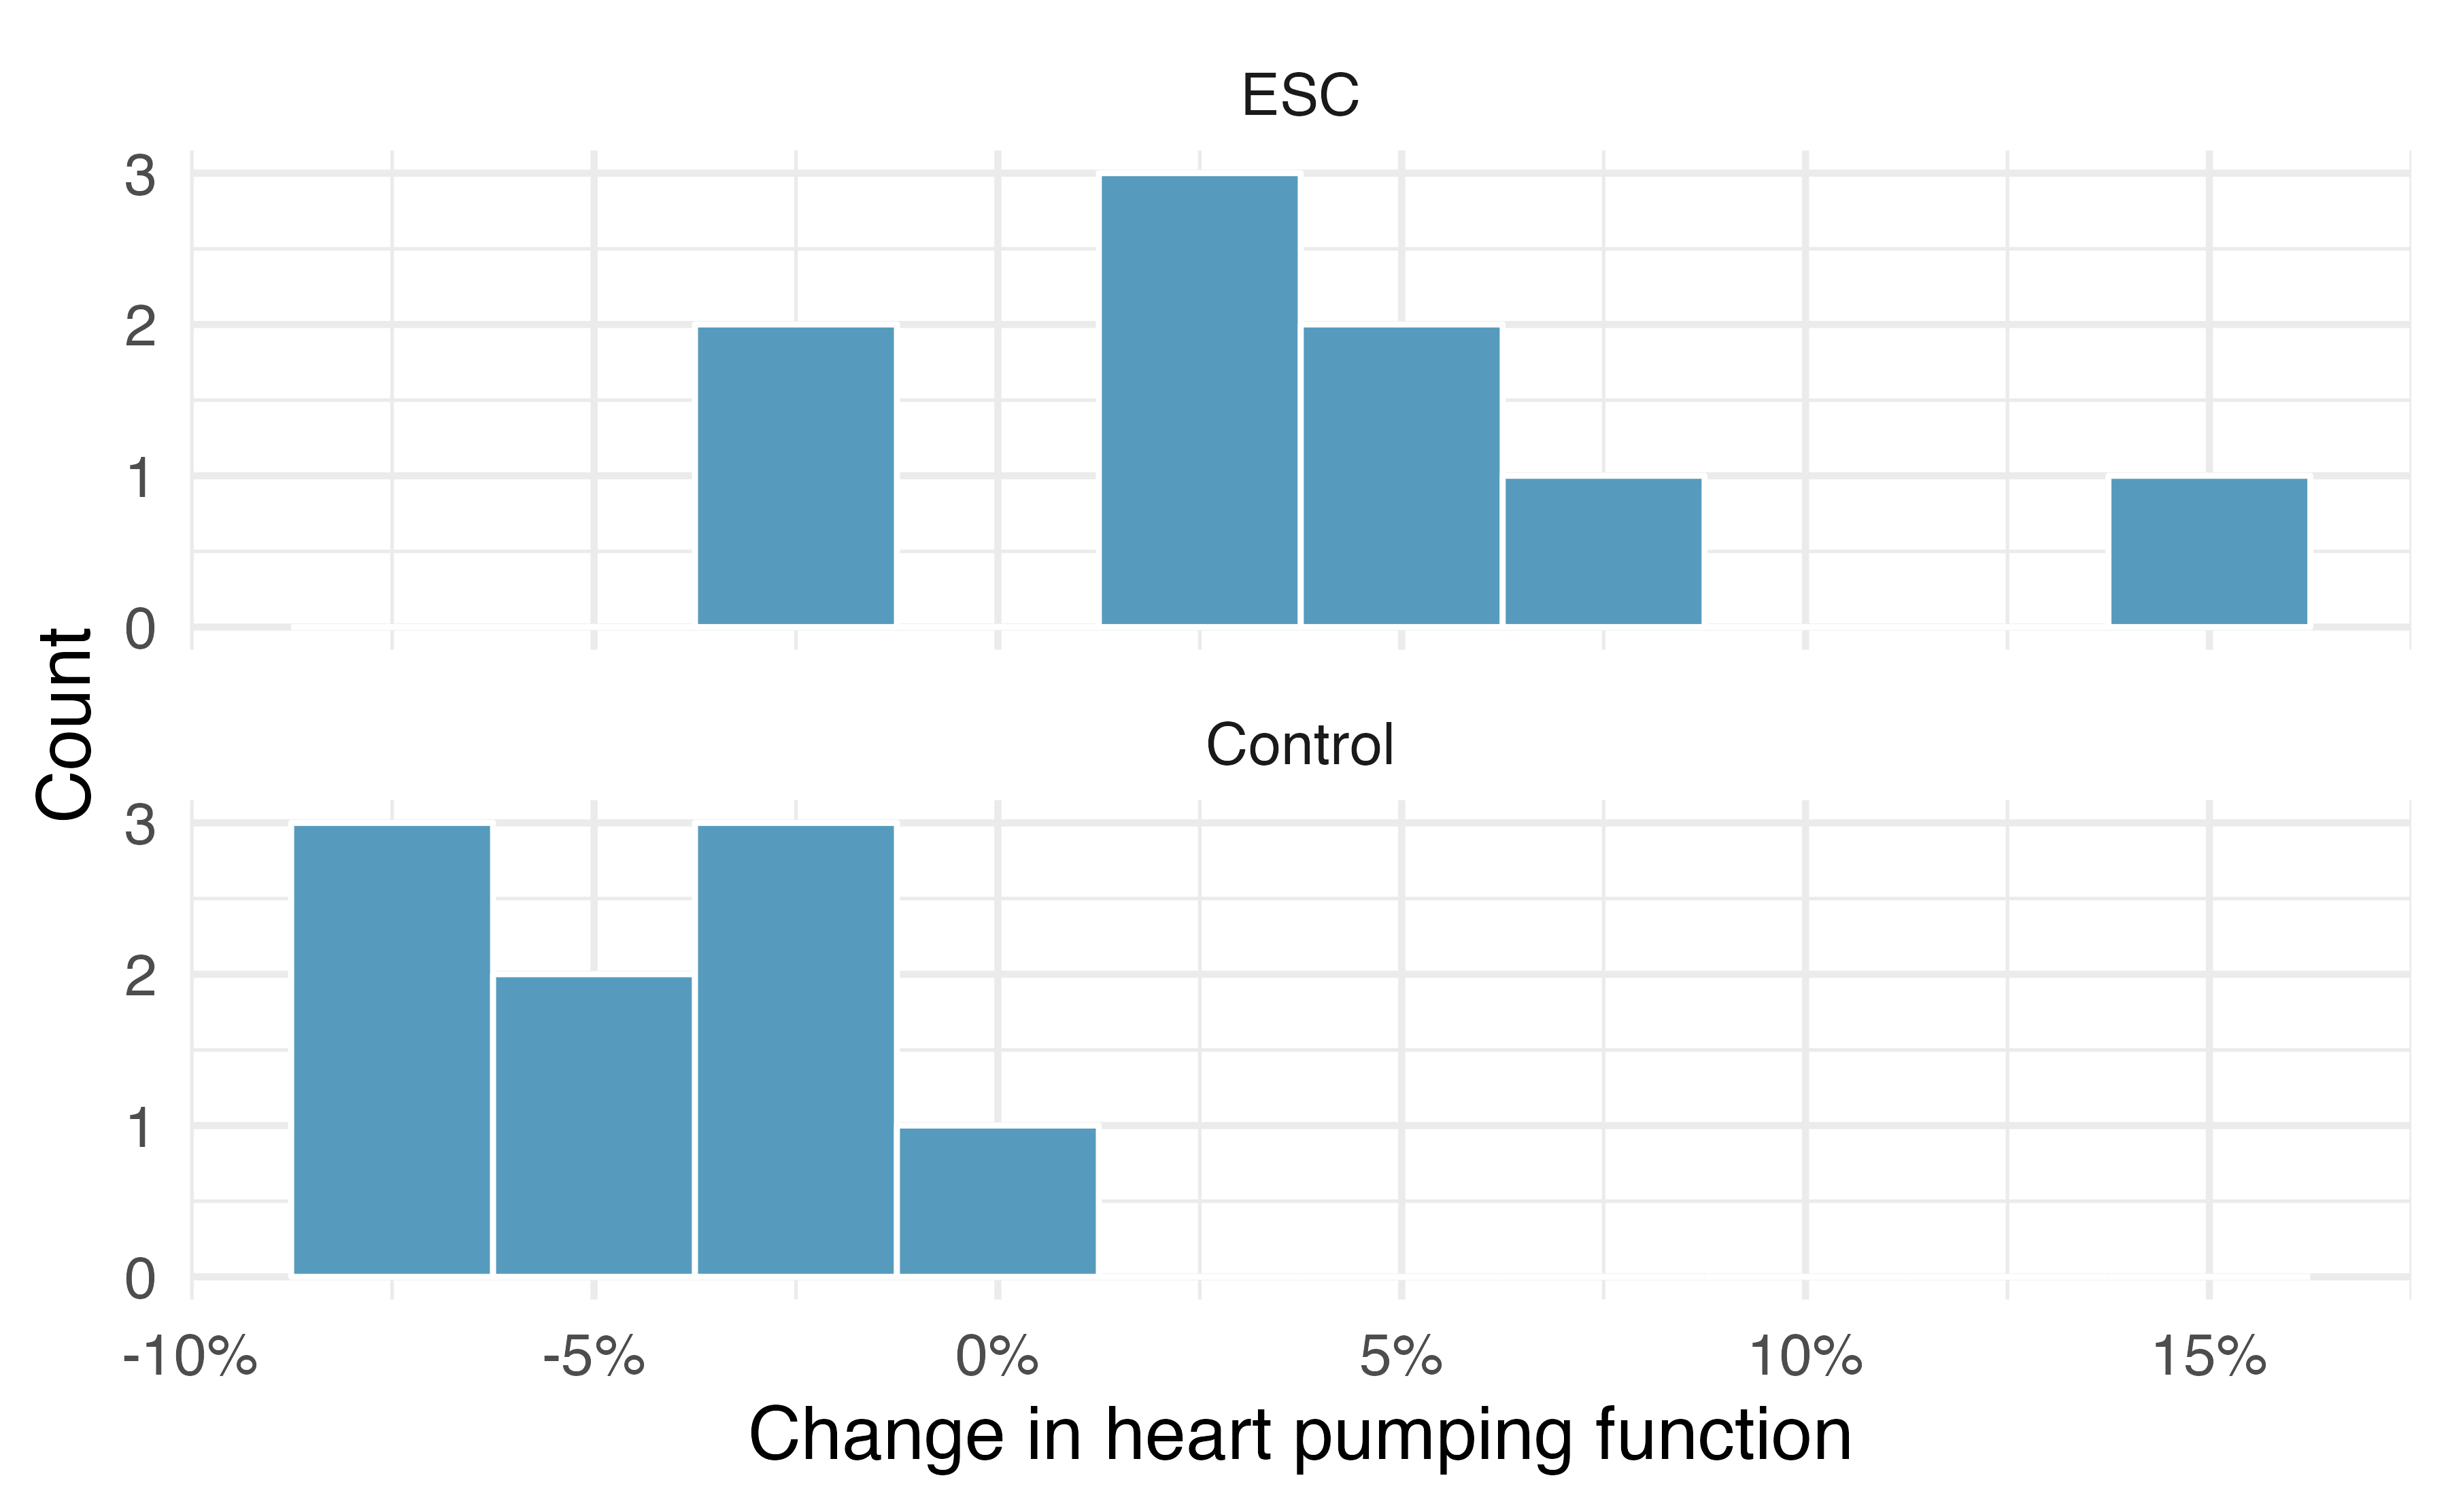 ESC
3
2
1
0
Count
Control
3
2
1
0
-10% -5% 0% 5% 10% 15%
Change in heart pumping function